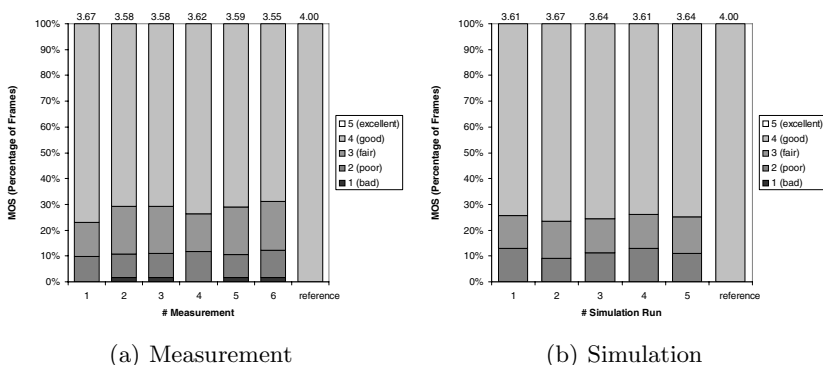 3.67 3.58 3.58 3.62 3.59 3.55 4.00
100%
90%
80%
70%
60%
50%
40%
30%
20%
10%
0%
MOS (Percentage of Frames)
5 (excellent)
4 (good)
3 (fair)
2 (poor)
1 (bad)
1 2 3 4 5 6 reference
# Measurement
(a) Measurement
3.61 3.67 3.64 3.61 3.64 4.00
100%
90%
80%
70%
60%
50%
40%
30%
20%
10%
0%
MOS (Percentage of Frames)
5 (excellent)
4 (good)
3 (fair)
2 (poor)
1 (bad)
1 2 3 4 5 reference
# Simulation Run
(b) Simulation